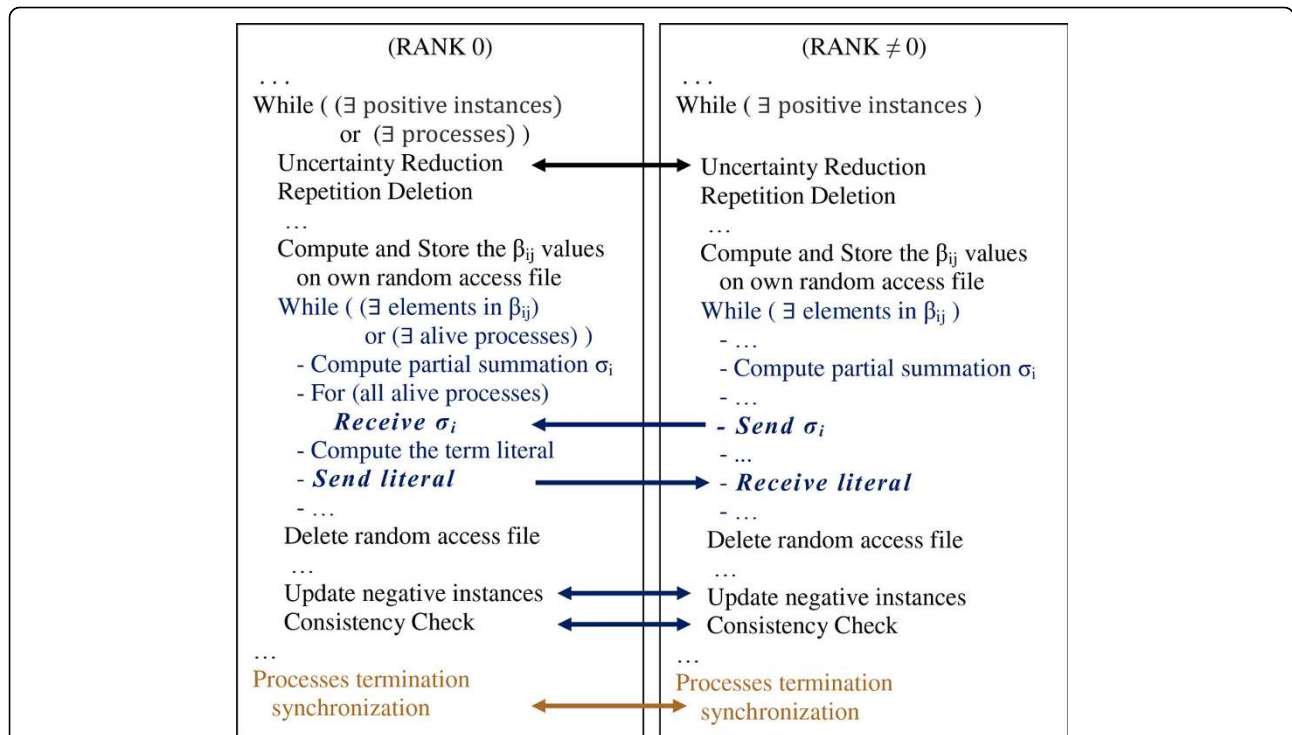 (RANK 0)
. . .
While ( (∃ positive instances)
or (∃ processes) )
Uncertainty Reduction
Repetition Deletion
…
Compute and Store the βij values
on own random access file
While ( (∃ elements in βij)
or (∃ alive processes) )
- Compute partial summation σi
- For (all alive processes)
Receive σi
- Compute the term literal
- Send literal
- …
Delete random access file
…
Update negative instances
Consistency Check
…
Processes termination
synchronization
(RANK ≠ 0)
. . .
While ( ∃ positive instances )
Uncertainty Reduction
Repetition Deletion
…
Compute and Store the βij values
on own random access file
While ( ∃ elements in βij )
- …
- Compute partial summation σi
- …
- Send σi
- ...
- Receive literal
- …
Delete random access file
…
Update negative instances
Consistency Check
…
Processes termination
synchronization